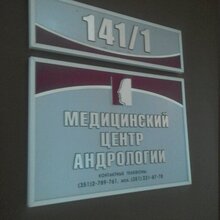 141/1
МЕДИЦИНСКИЙ
ЦЕНТР
АНДРОЛОГИИ
КОНТАКТНЫЕ ТЕЛЕФОНЫ: